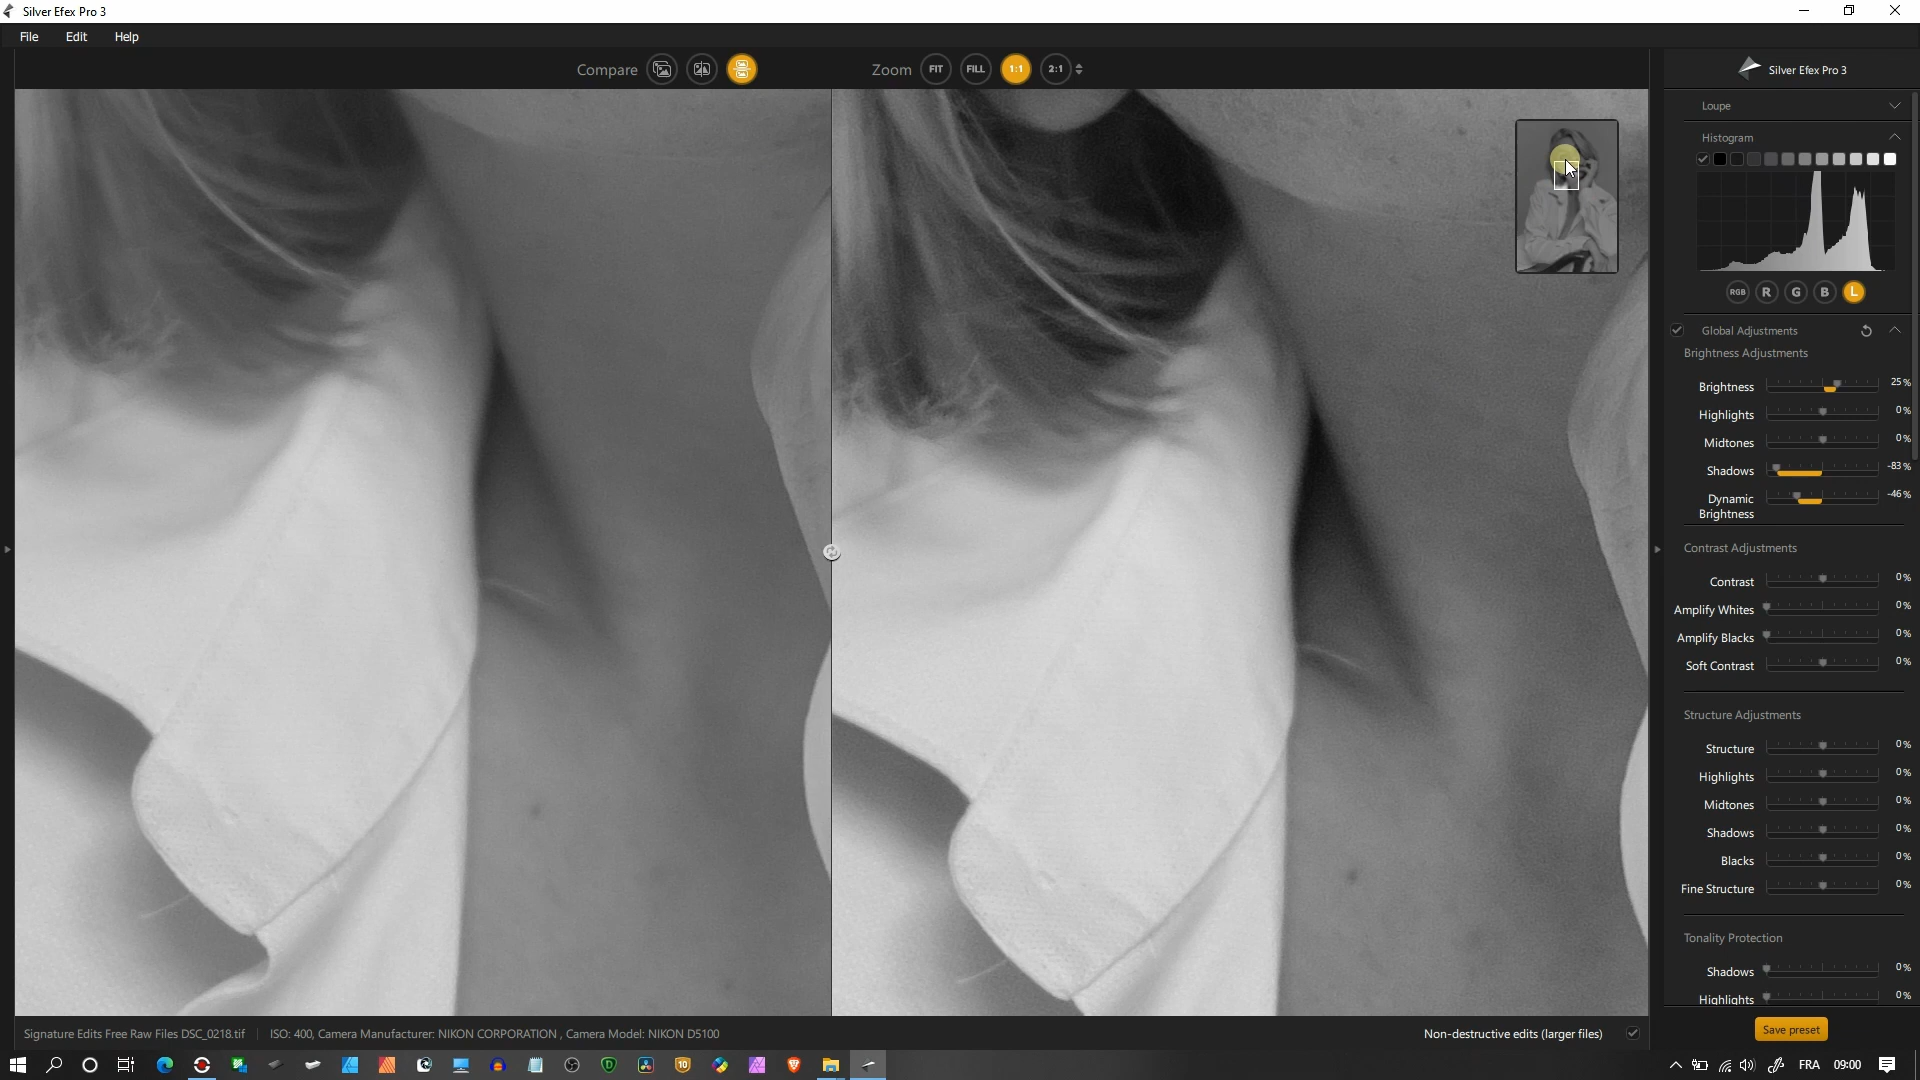 Silver Efex Pro 3
File Edit Help
Compare Zoom FIT FILL 1:1 2:1
Silver Efex Pro 3
Loupe
Histogram
RGB R G B L
Global Adjustments
Brightness Adjustments
Brightness 25 %
Highlights 0 %
Midtones 0 %
Shadows -83 %
Dynamic Brightness -46 %
Contrast Adjustments
Contrast 0 %
Amplify Whites 0 %
Amplify Blacks 0 %
Soft Contrast 0 %
Structure Adjustments
Structure 0 %
Highlights 0 %
Midtones 0 %
Shadows 0 %
Blacks 0 %
Fine Structure 0 %
Tonality Protection
Shadows 0 %
Highlights 0 %
Signature Edits Free Raw Files DSC_0218.tif ISO: 400, Camera Manufacturer: NIKON CORPORATION , Camera Model: NIKON D5100 Non-destructive edits (larger files)
Save preset
10 FRA 09:00